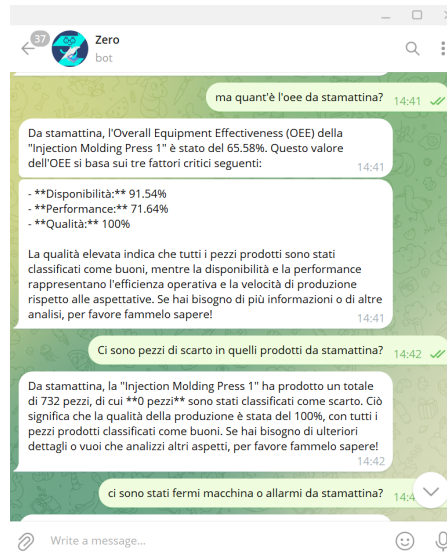 37
Zero
bot
ma quant'è l'oee da stamattina? 14:41
Da stamattina, l'Overall Equipment Effectiveness (OEE) della
"Injection Molding Press 1" è stato del 65.58%. Questo valore
dell'OEE si basa sui tre fattori critici seguenti:
14:41
- **Disponibilità:** 91.54%
- **Performance:** 71.64%
- **Qualità:** 100%
La qualità elevata indica che tutti i pezzi prodotti sono stati
classificati come buoni, mentre la disponibilità e la performance
rappresentano l'efficienza operativa e la velocità di produzione
rispetto alle aspettative. Se hai bisogno di più informazioni o di altre
analisi, per favore fammelo sapere!
14:41
Ci sono pezzi di scarto in quelli prodotti da stamattina? 14:42
Da stamattina, la "Injection Molding Press 1" ha prodotto un totale
di 732 pezzi, di cui **0 pezzi** sono stati classificati come scarto. Ciò
significa che la qualità della produzione è stata del 100%, con tutti i
pezzi prodotti classificati come buoni. Se hai bisogno di ulteriori
dettagli o vuoi che analizzi altri aspetti, per favore fammelo sapere!
14:42
ci sono stati fermi macchina o allarmi da stamattina?
Write a message...